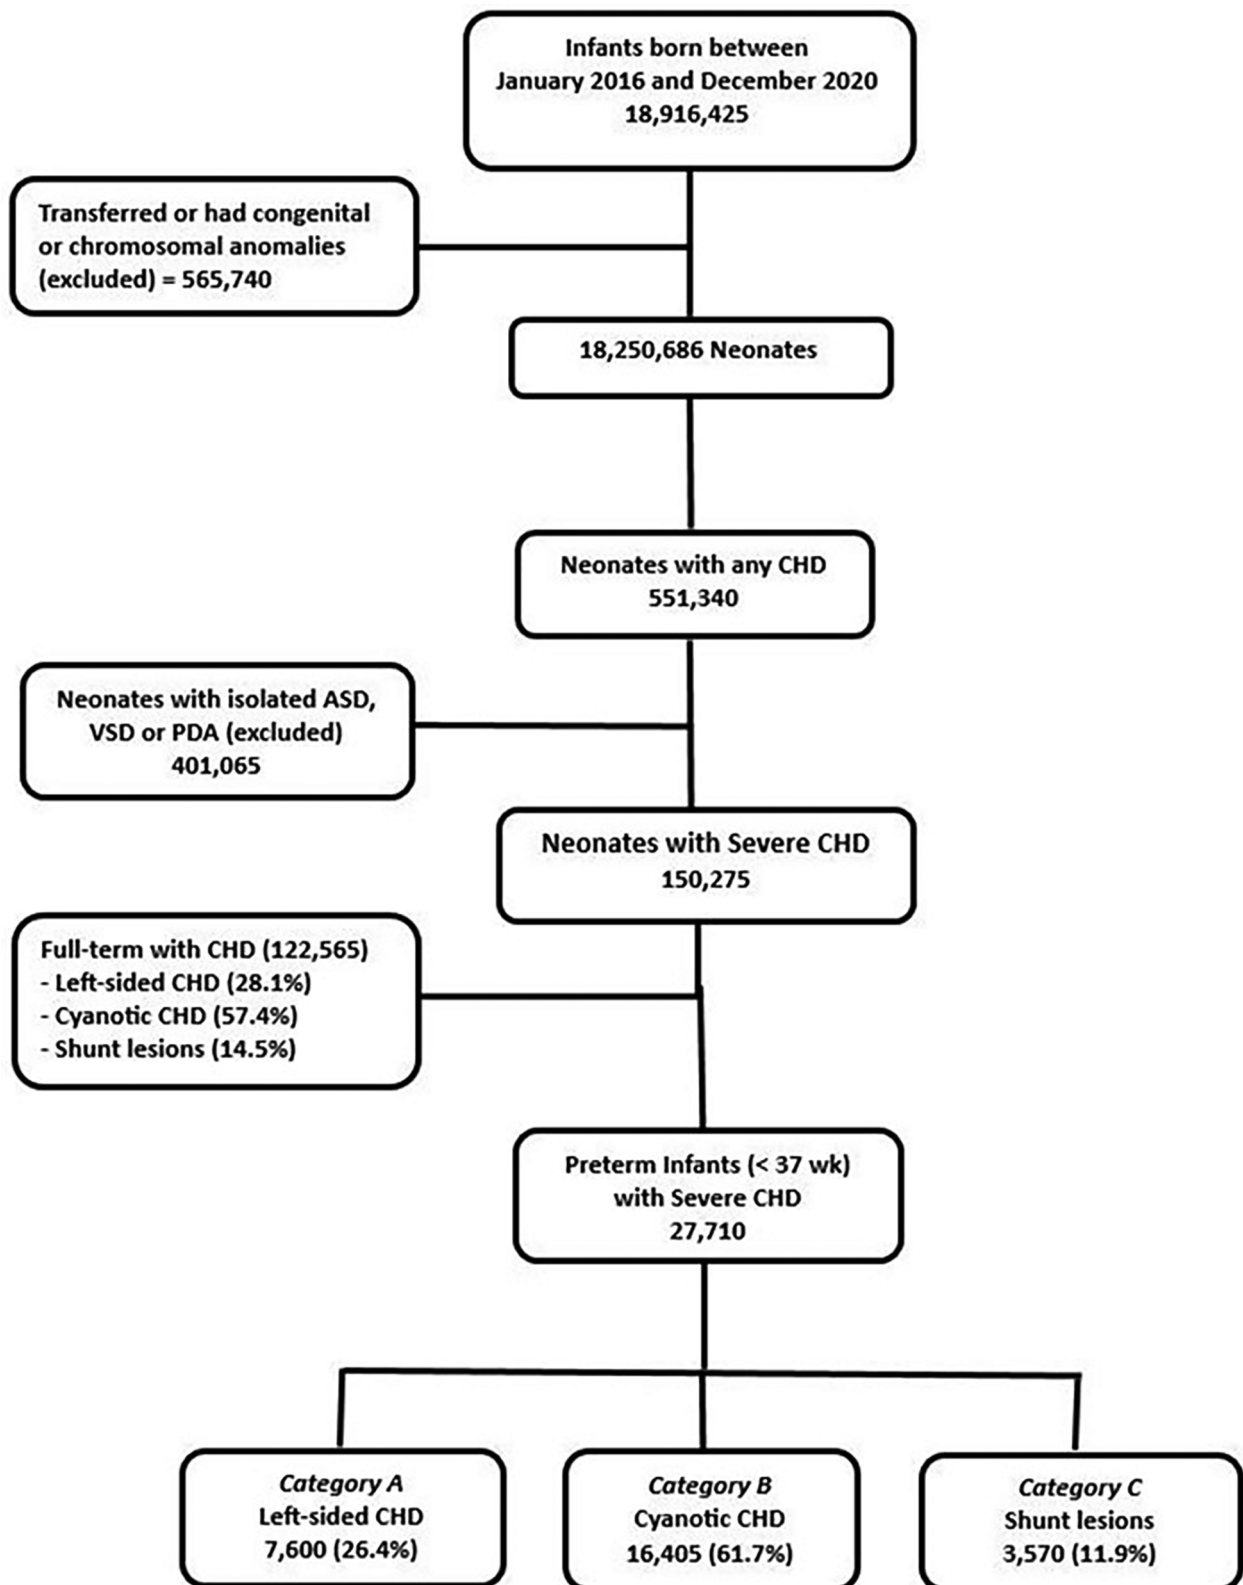 Infants born between
January 2016 and December 2020
18,916,425
Transferred or had congenital
or chromosomal anomalies
(excluded) = 565,740
18,250,686 Neonates
Neonates with any CHD
551,340
Neonates with isolated ASD,
VSD or PDA (excluded)
401,065
Neonates with Severe CHD
150,275
Full-term with CHD (122,565)
- Left-sided CHD (28.1%)
- Cyanotic CHD (57.4%)
- Shunt lesions (14.5%)
Preterm Infants (< 37 wk)
with Severe CHD
27,710
Category A
Left-sided CHD
7,600 (26.4%)
Category B
Cyanotic CHD
16,405 (61.7%)
Category C
Shunt lesions
3,570 (11.9%)